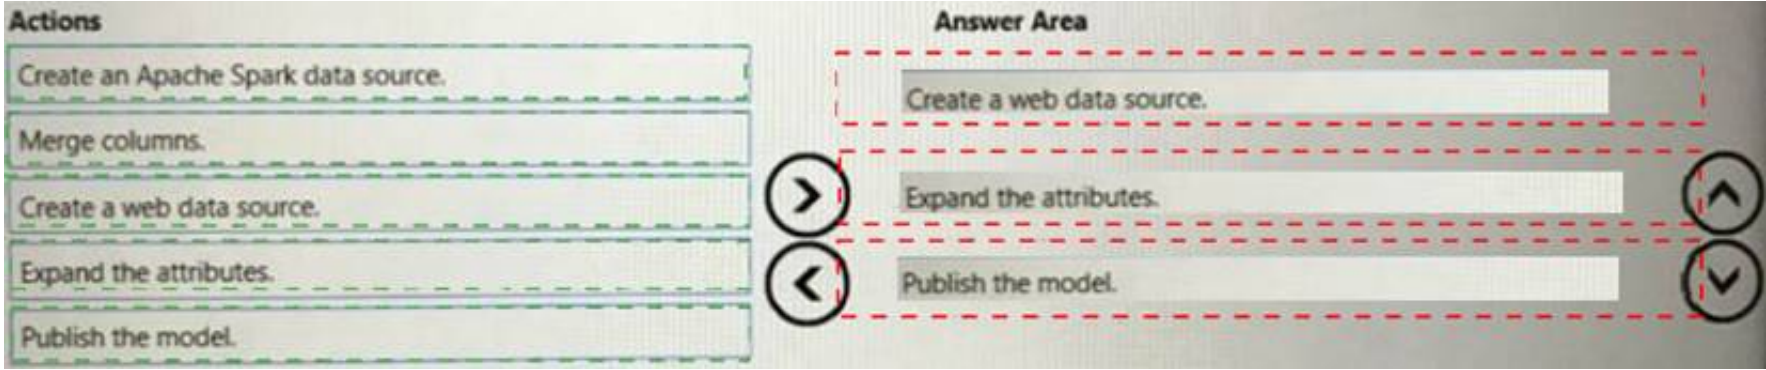 Actions
Create an Apache Spark data source.
Merge columns.
Create a web data source.
Expand the attributes.
Publish the model.
Answer Area
Create a web data source.
Expand the attributes.
Publish the model.